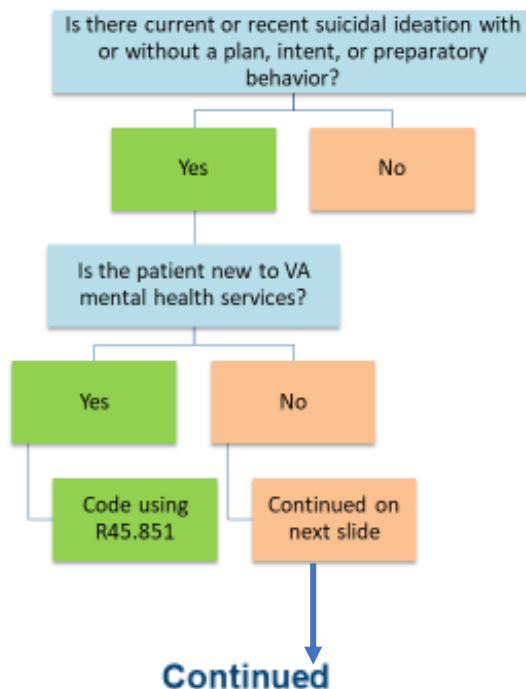 Is there current or recent suicidal ideation with
or without a plan, intent, or preparatory
behavior?
Yes
No
Is the patient new to VA
mental health services?
Yes
No
Code using
R45.851
Continued on
next slide
Continued